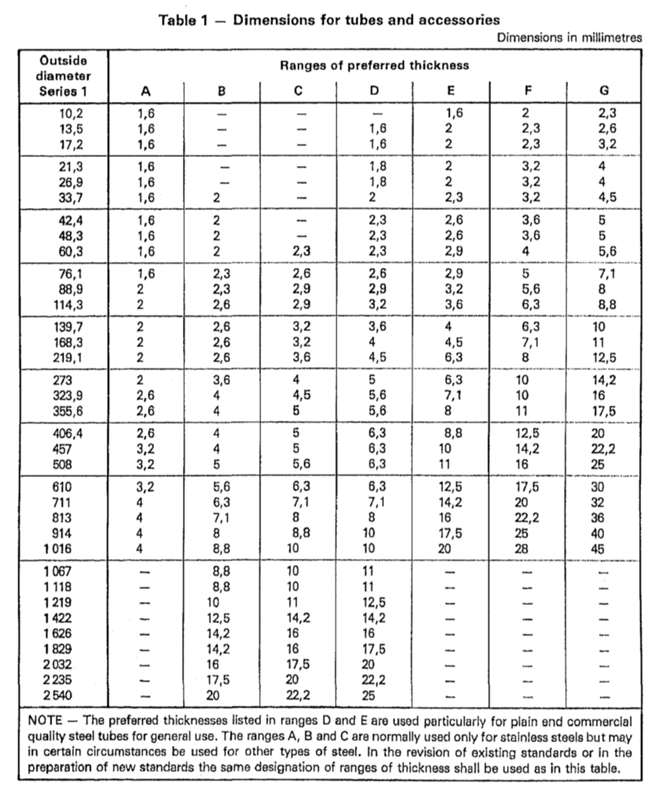 Table 1 — Dimensions for tubes and accessories
Dimensions in millimetres
Outside diameter Series 1 Ranges of preferred thickness
A B C D E F G
10,2 1,6 — — — 1,6 2 2,3
13,5 1,6 — — 1,6 2 2,3 2,6
17,2 1,6 — — 1,6 2 2,3 3,2
21,3 1,6 — — 1,8 2 3,2 4
26,9 1,6 — — 1,8 2 3,2 4
33,7 1,6 2 — 2 2,3 3,2 4,5
42,4 1,6 2 — 2,3 2,6 3,6 5
48,3 1,6 2 — 2,3 2,6 3,6 5
60,3 1,6 2 2,3 2,3 2,9 4 5,6
76,1 1,6 2,3 2,6 2,6 2,9 5 7,1
88,9 2 2,3 2,9 2,9 3,2 5,6 8
114,3 2 2,6 2,9 3,2 3,6 6,3 8,8
139,7 2 2,6 3,2 3,6 4 6,3 10
168,3 2 2,6 3,2 4 4,5 7,1 11
219,1 2 2,6 3,6 4,5 6,3 8 12,5
273 2 3,6 4 5 6,3 10 14,2
323,9 2,6 4 4,5 5,6 7,1 10 16
355,6 2,6 4 5 5,6 8 11 17,5
406,4 2,6 4 5 6,3 8,8 12,5 20
457 3,2 4 5 6,3 10 14,2 22,2
508 3,2 5 5,6 6,3 11 16 25
610 3,2 5,6 6,3 6,3 12,5 17,5 30
711 4 6,3 7,1 7,1 14,2 20 32
813 4 7,1 8 8 16 22,2 36
914 4 8 8,8 10 17,5 25 40
1 016 4 8,8 10 10 20 28 45
1 067 — 8,8 10 11 — — —
1 118 — 8,8 10 11 — — —
1 219 — 10 11 12,5 — — —
1 422 — 12,5 14,2 14,2 — — —
1 626 — 14,2 16 16 — — —
1 829 — 14,2 16 17,5 — — —
2 032 — 16 17,5 20 — — —
2 235 — 17,5 20 22,2 — — —
2 540 — 20 22,2 25 — — —
NOTE — The preferred thicknesses listed in ranges D and E are used particularly for plain end commercial
quality steel tubes for general use. The ranges A, B and C are normally used only for stainless steels but may
in certain circumstances be used for other types of steel. In the revision of existing standards or in the
preparation of new standards the same designation of ranges of thickness shall be used as in this table.